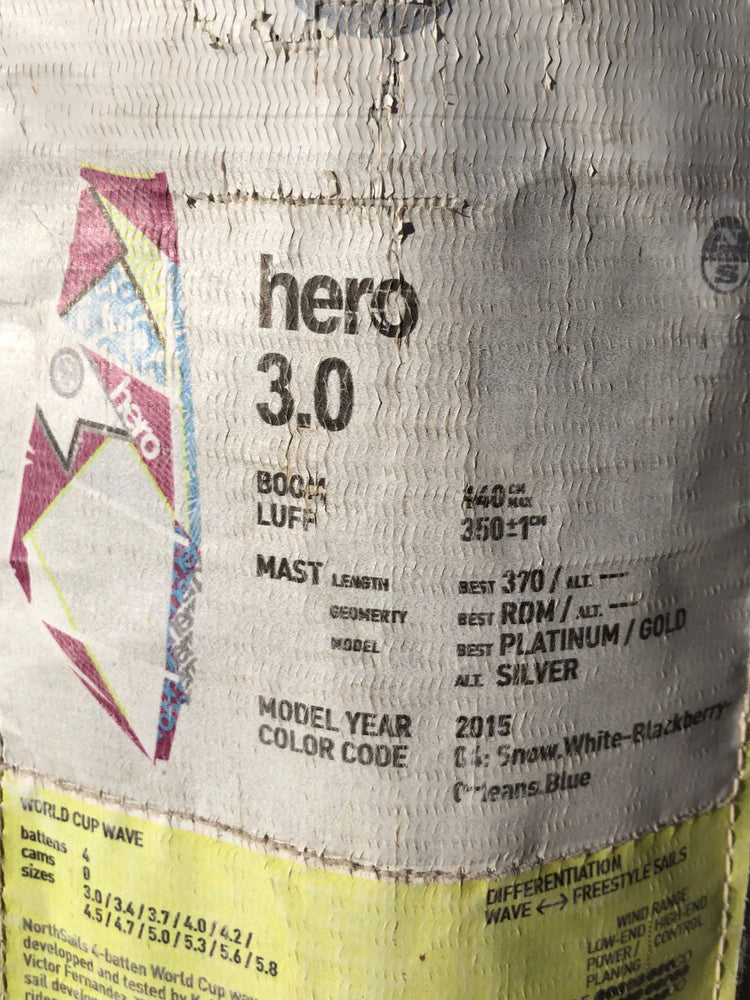 hero
hero
3.0
BOOM 140 CM MAX
LUFF 350±1CM
MAST LENGTH BEST 370 / ALT. ---
GEOMERTY BEST RDM / ALT. ---
MODEL BEST PLATINUM / GOLD
ALT. SILVER
MODEL YEAR 2015
COLOR CODE 04: Snow.White-Blackberry-
Orleans.Blue
WORLD CUP WAVE
battens 4
cams 0
sizes 3.0 / 3.4 / 3.7 / 4.0 / 4.2 /
4.5 / 4.7 / 5.0 / 5.3 / 5.6 / 5.8
NorthSails 4-batten World Cup
developped and tested by
Victor Fernandez
sail
DIFFERENTIATION
WAVE <-> FREESTYLE SAILS
WIND RANGE
LOW-END HIGH-END
POWER / CONTROL
PLANING